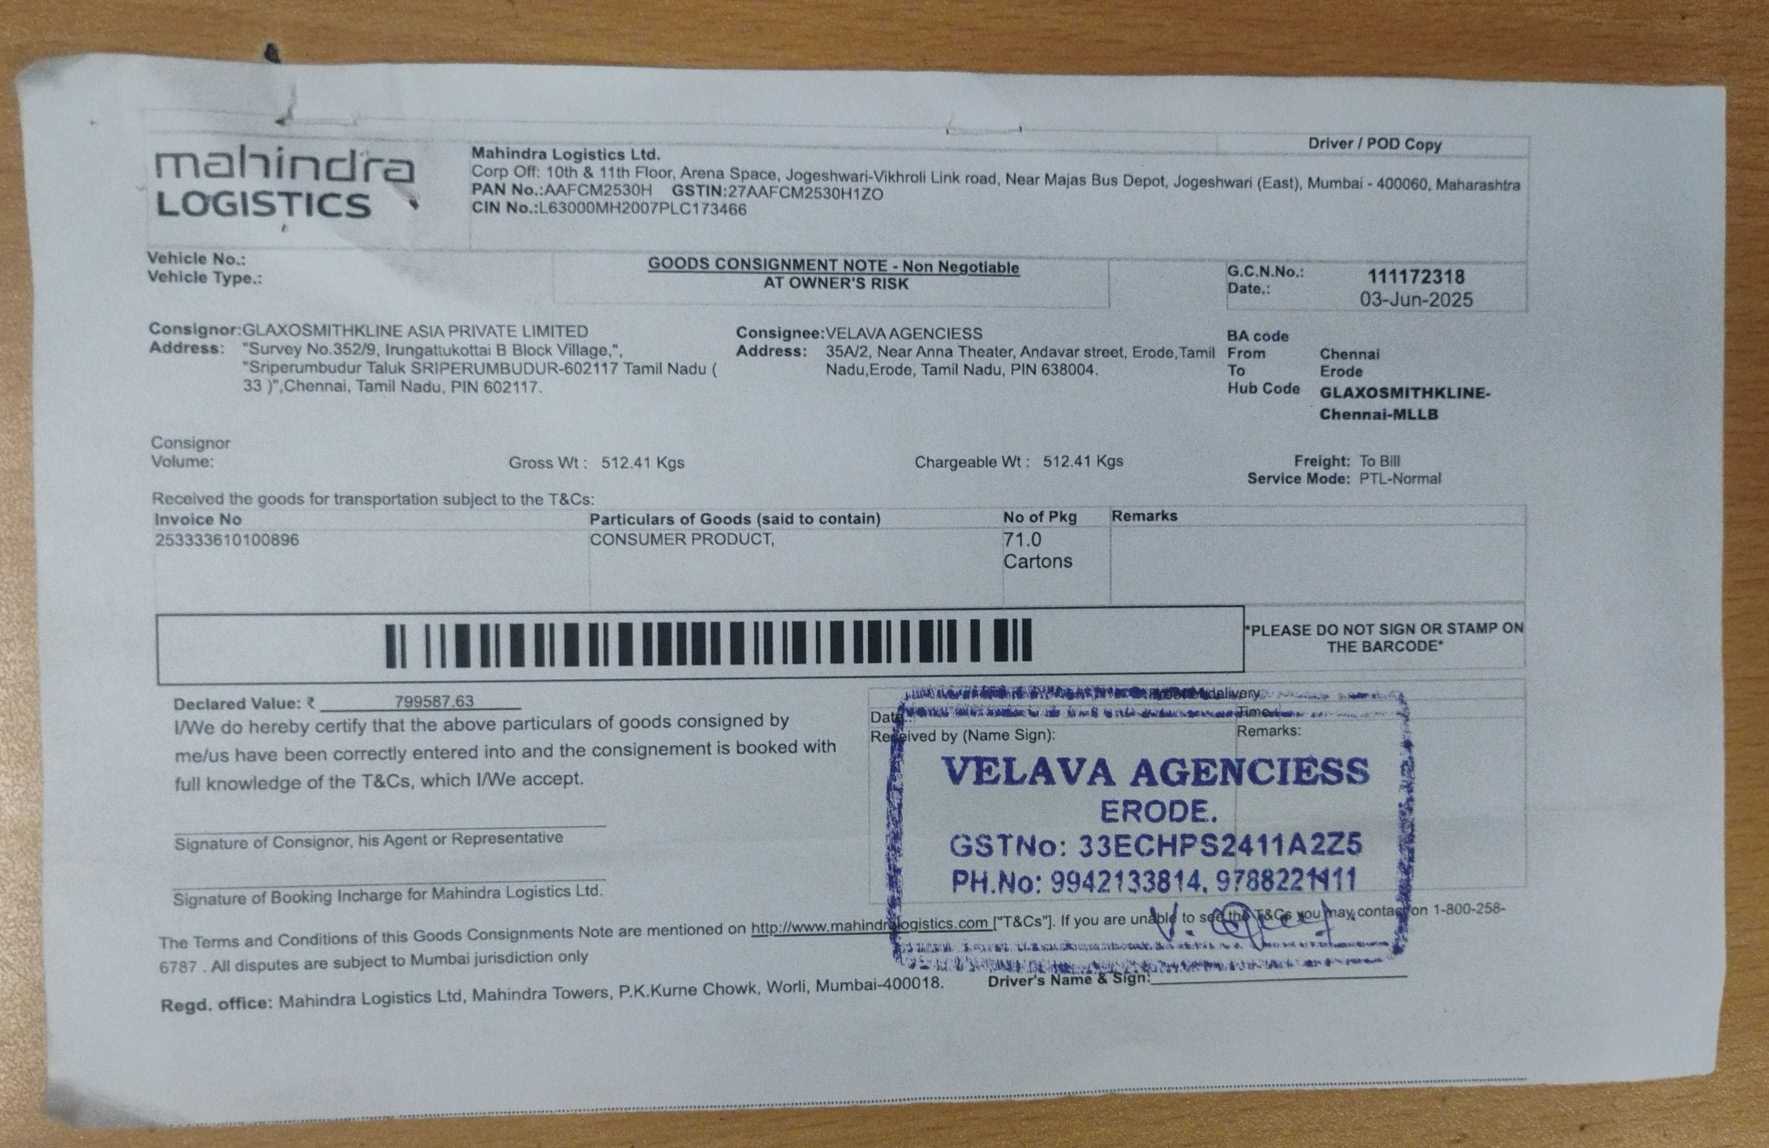 Driver / POD Copy
mahindra
LOGISTICS
Mahindra Logistics Ltd.
Corp Off: 10th & 11th Floor, Arena Space, Jogeshwari-Vikhroli Link road, Near Majas Bus Depot, Jogeshwari (East), Mumbai - 400060, Maharashtra
PAN No.:AAFCM2530H GSTIN:27AAFCM2530H1ZO
CIN No.:L63000MH2007PLC173466
Vehicle No.:
Vehicle Type.:
GOODS CONSIGNMENT NOTE - Non Negotiable
AT OWNER'S RISK
G.C.N.No.: 111172318
Date.: 03-Jun-2025
Consignor:GLAXOSMITHKLINE ASIA PRIVATE LIMITED
Address: "Survey No.352/9, Irungattukottai B Block Village,",
"Sriperumbudur Taluk SRIPERUMBUDUR-602117 Tamil Nadu (
33 )",Chennai, Tamil Nadu, PIN 602117.
Consignee:VELAVA AGENCIESS
Address: 35A/2, Near Anna Theater, Andavar street, Erode,Tamil
Nadu,Erode, Tamil Nadu, PIN 638004.
BA code
From Chennai
To Erode
Hub Code GLAXOSMITHKLINE-
Chennai-MLLB
Consignor
Volume:
Gross Wt : 512.41 Kgs
Chargeable Wt : 512.41 Kgs
Freight: To Bill
Service Mode: PTL-Normal
Received the goods for transportation subject to the T&Cs:
Invoice No Particulars of Goods (said to contain) No of Pkg Remarks
253333610100896 CONSUMER PRODUCT, 71.0
Cartons
*PLEASE DO NOT SIGN OR STAMP ON
THE BARCODE*
Declared Value: ₹ 799587.63
I/We do hereby certify that the above particulars of goods consigned by
me/us have been correctly entered into and the consignement is booked with
full knowledge of the T&Cs, which I/We accept.
Signature of Consignor, his Agent or Representative
Signature of Booking Incharge for Mahindra Logistics Ltd.
delivery
Date: Time:
Received by (Name Sign): Remarks:
VELAVA AGENCIESS
ERODE.
GSTNo: 33ECHPS2411A2Z5
PH.No: 9942133814, 9788221411
The Terms and Conditions of this Goods Consignments Note are mentioned on http://www.mahindralogistics.com ["T&Cs"]. If you are unable to see the T&Cs you may contact on 1-800-258-
6787 . All disputes are subject to Mumbai jurisdiction only
Regd. office: Mahindra Logistics Ltd, Mahindra Towers, P.K.Kurne Chowk, Worli, Mumbai-400018.
Driver's Name & Sign: